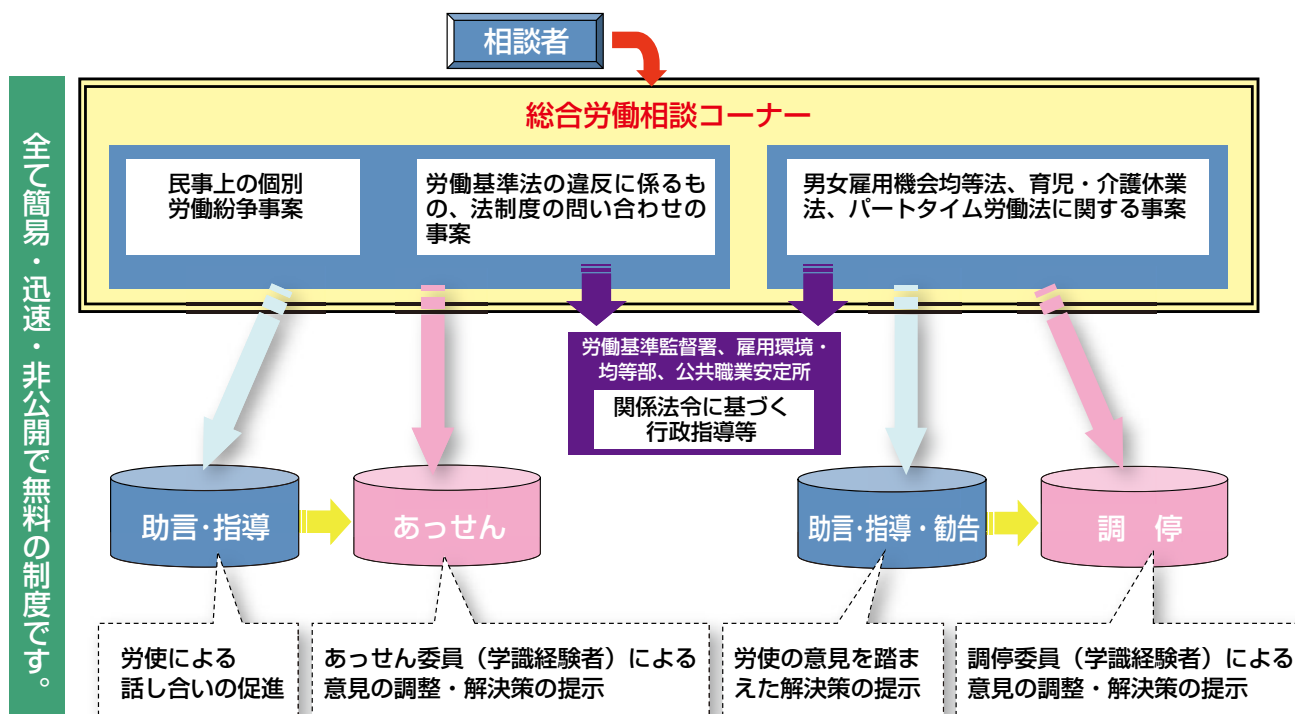 相談者
総合労働相談コーナー
民事上の個別
労働紛争事案
労働基準法の違反に係るも
の、法制度の問い合わせの
事案
男女雇用機会均等法、育児・介護休業
法、パートタイム労働法に関する事案
全て簡易・迅速・非公開で無料の制度です。
労働基準監督署、雇用環境・
均等部、公共職業安定所
関係法令に基づく
行政指導等
助言・指導
あっせん
助言・指導・勧告
調　停
労使による
話し合いの促進
あっせん委員（学識経験者）による
意見の調整・解決策の提示
労使の意見を踏ま
えた解決策の提示
調停委員（学識経験者）による
意見の調整・解決策の提示